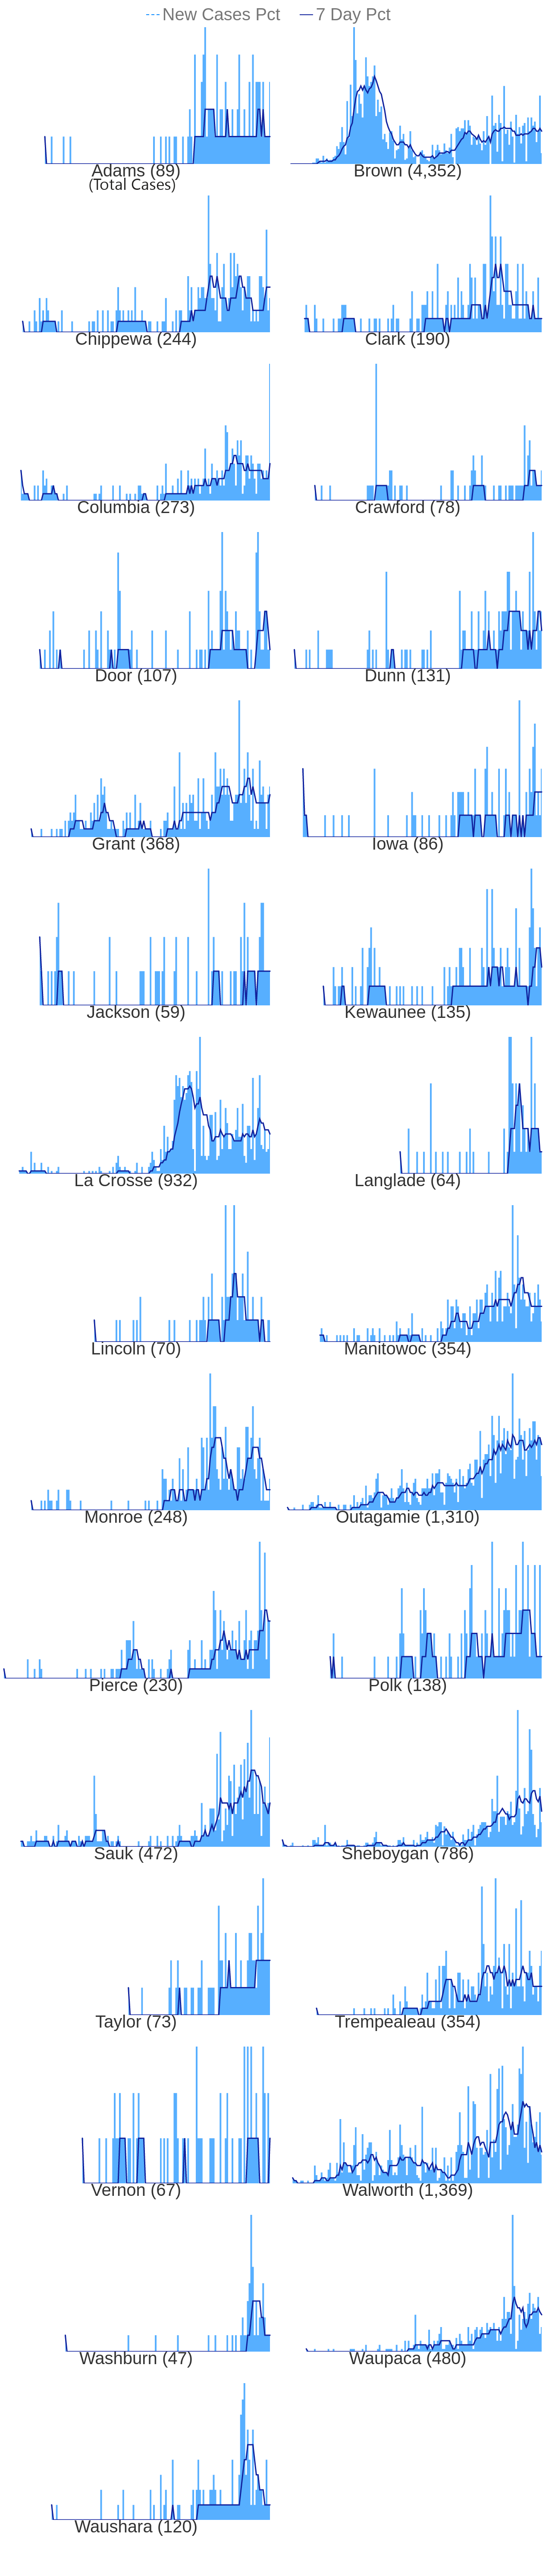 New Cases Pct 7 Day Pct
Adams (89) Brown (4,352)
(Total Cases)
Chippewa (244) Clark (190)
Columbia (273) Crawford (78)
Door (107) Dunn (131)
Grant (368) Iowa (86)
Jackson (59) Kewaunee (135)
La Crosse (932) Langlade (64)
Lincoln (70) Manitowoc (354)
Monroe (248) Outagamie (1,310)
Pierce (230) Polk (138)
Sauk (472) Sheboygan (786)
Taylor (73) Trempealeau (354)
Vernon (67) Walworth (1,369)
Washburn (47) Waupaca (480)
Waushara (120)